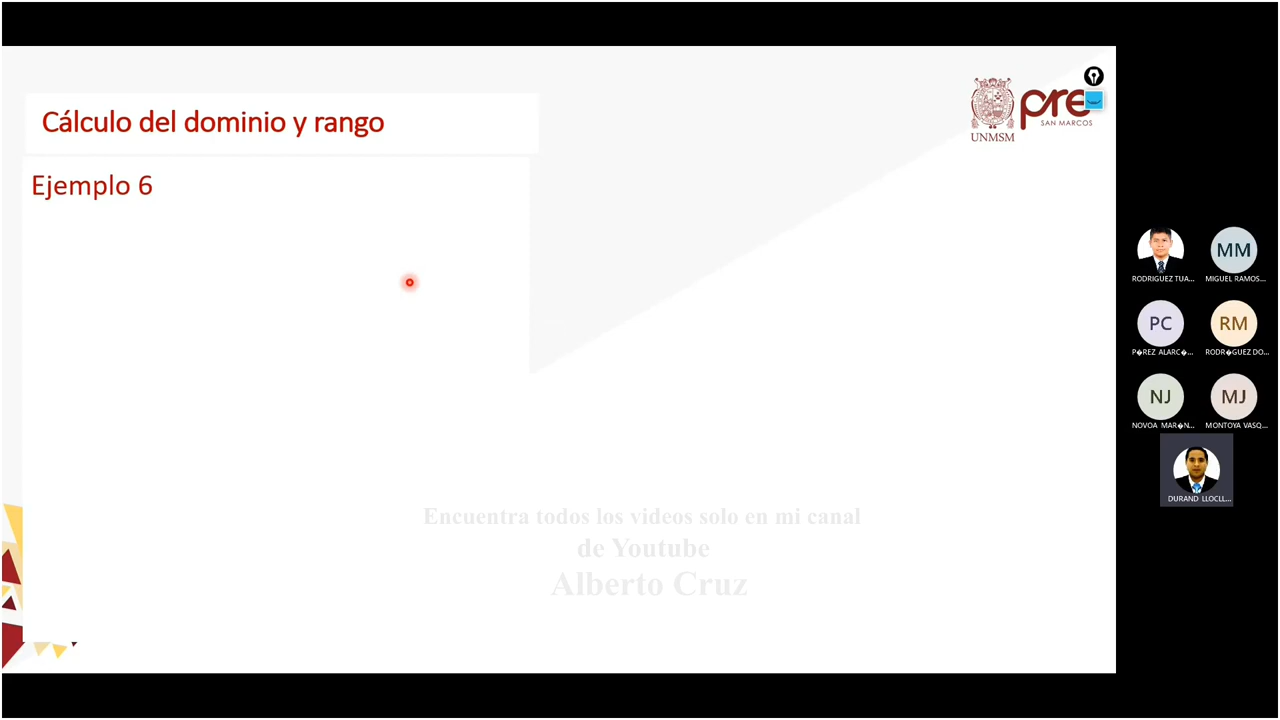 Cálculo del dominio y rango
Ejemplo 6
UNMSM
pre
SAN MARCOS
Encuentra todos los videos solo en mi canal
de Youtube
Alberto Cruz
RODRIGUEZ TUA...
MM
MIGUEL RAMOS...
PC
P�REZ ALARC�...
RM
RODR�GUEZ DO...
NJ
NOVOA MAR�N...
MJ
MONTOYA VASQ...
DURAND LLOCLL...